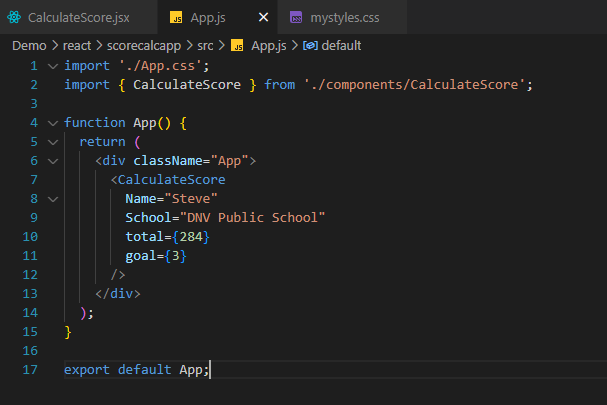 CalculateScore.jsx JS App.js × mystyles.css
Demo > react > scorecalcapp > src > JS App.js > default
1 import './App.css';
2 import { CalculateScore } from './components/CalculateScore';
3
4 function App() {
5 return (
6 <div className="App">
7 <CalculateScore
8 Name="Steve"
9 School="DNV Public School"
10 total={284}
11 goal={3}
12 />
13 </div>
14 );
15 }
16
17 export default App;